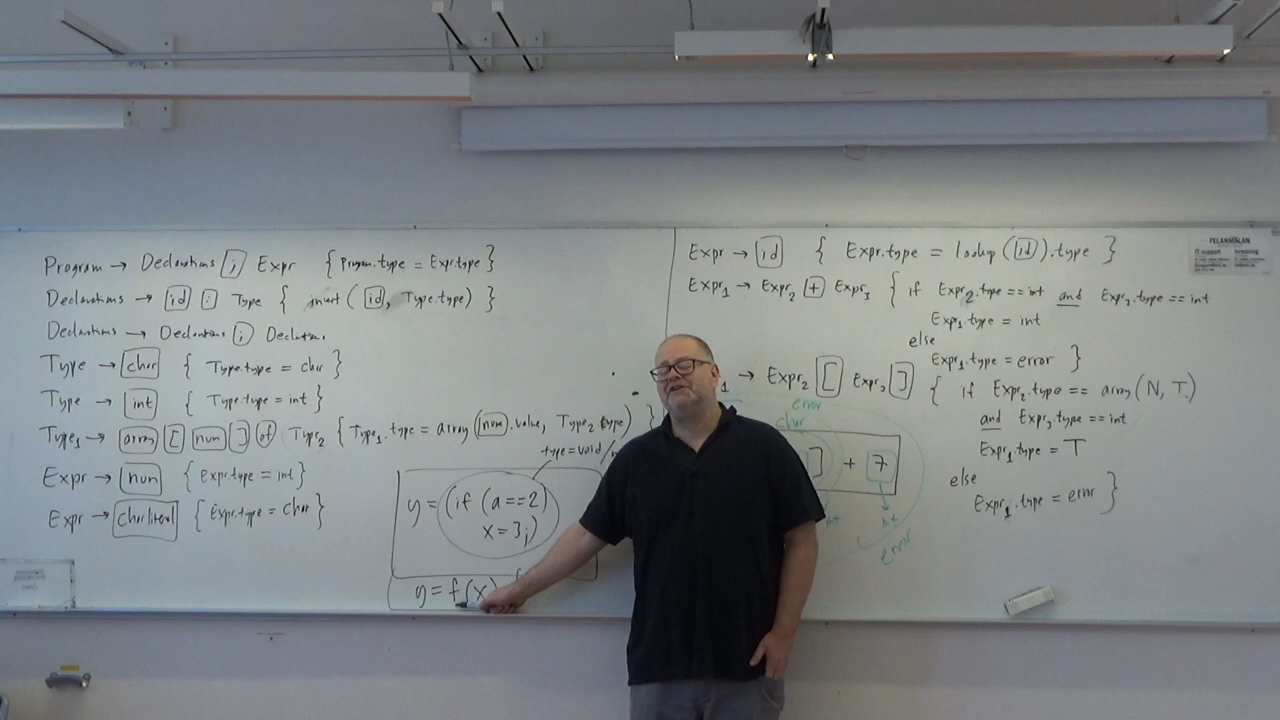 Program → Declarations ; Expr { Program.type = Expr.type }
Declarations → id : Type { insert ( id, Type.type) }
Declarations → Declarations ; Declaration.
Type → char { Type.type = char }
Type → int { Type.type = int }
Type₁ → array [ num ] of Type₂ { Type₁.type = array (num.value, Type₂.type) }
type=void/
Expr → num { Expr.type = int }
Expr → charliteral { Expr.type = char }
y = (if (a==2)
x=3;)
y = f(x)
Expr → id { Expr.type = lookup (id).type }
Expr₁ → Expr₂ + Expr₃ { if Expr₂.type == int and Expr₃.type == int
Expr₁.type = int
else
Expr₁.type = error }
1 → Expr₂ [ Expr₃ ] { if Expr₂.type == array (N, T)
and Expr₃.type == int
Expr₁.type = T
else
Expr₁.type = error }
error
char
] + 7
int
error
FELANMÄLAN